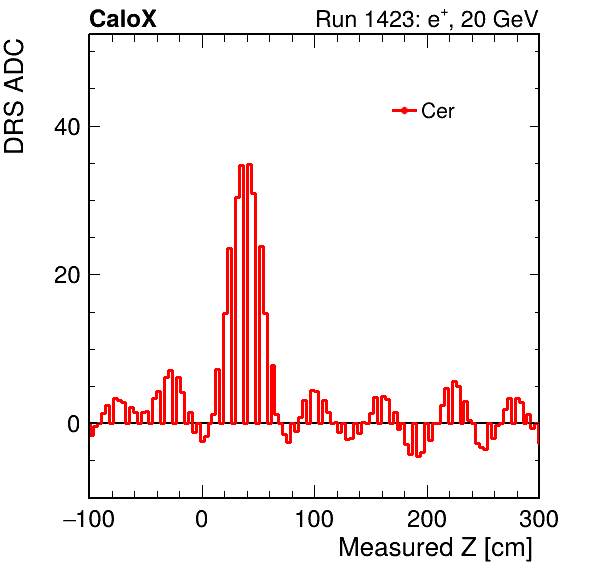 CaloX Run 1423: e⁺, 20 GeV
DRS ADC
Cer
40
20
0
−100 0 100 200 300
Measured Z [cm]